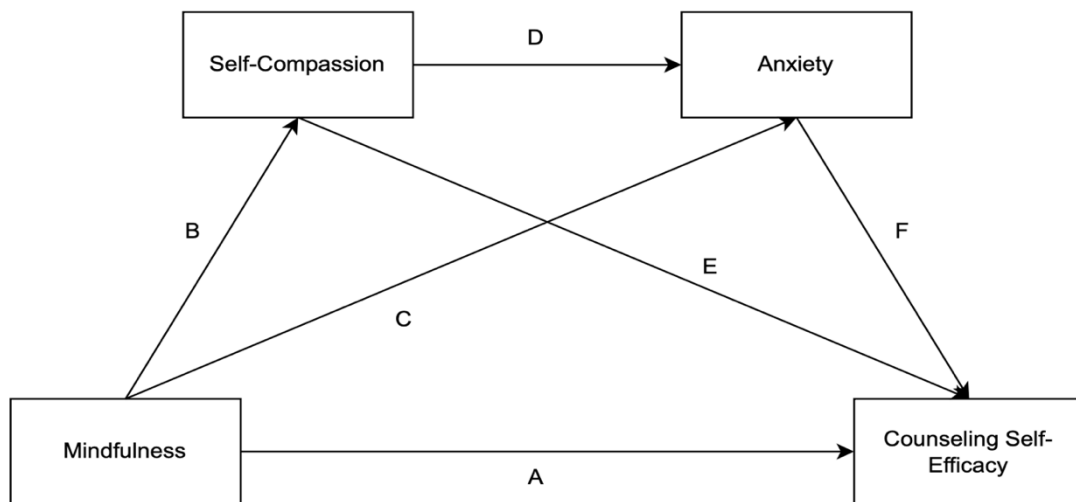 D
Self-Compassion
Anxiety
B
F
E
C
Mindfulness
Counseling Self-
Efficacy
A